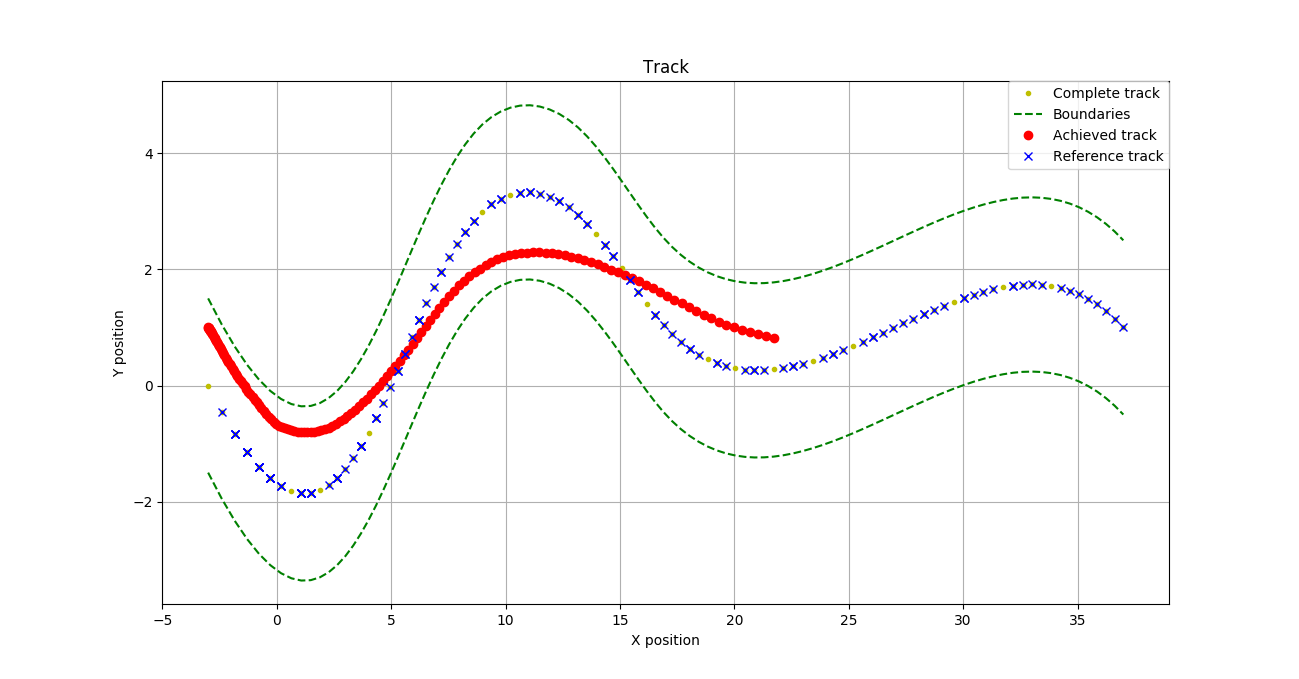 Track
Complete track
Boundaries
Achieved track
Reference track
4
2
0
−2
Y position
−5
0
5
10
15
20
25
30
35
X position